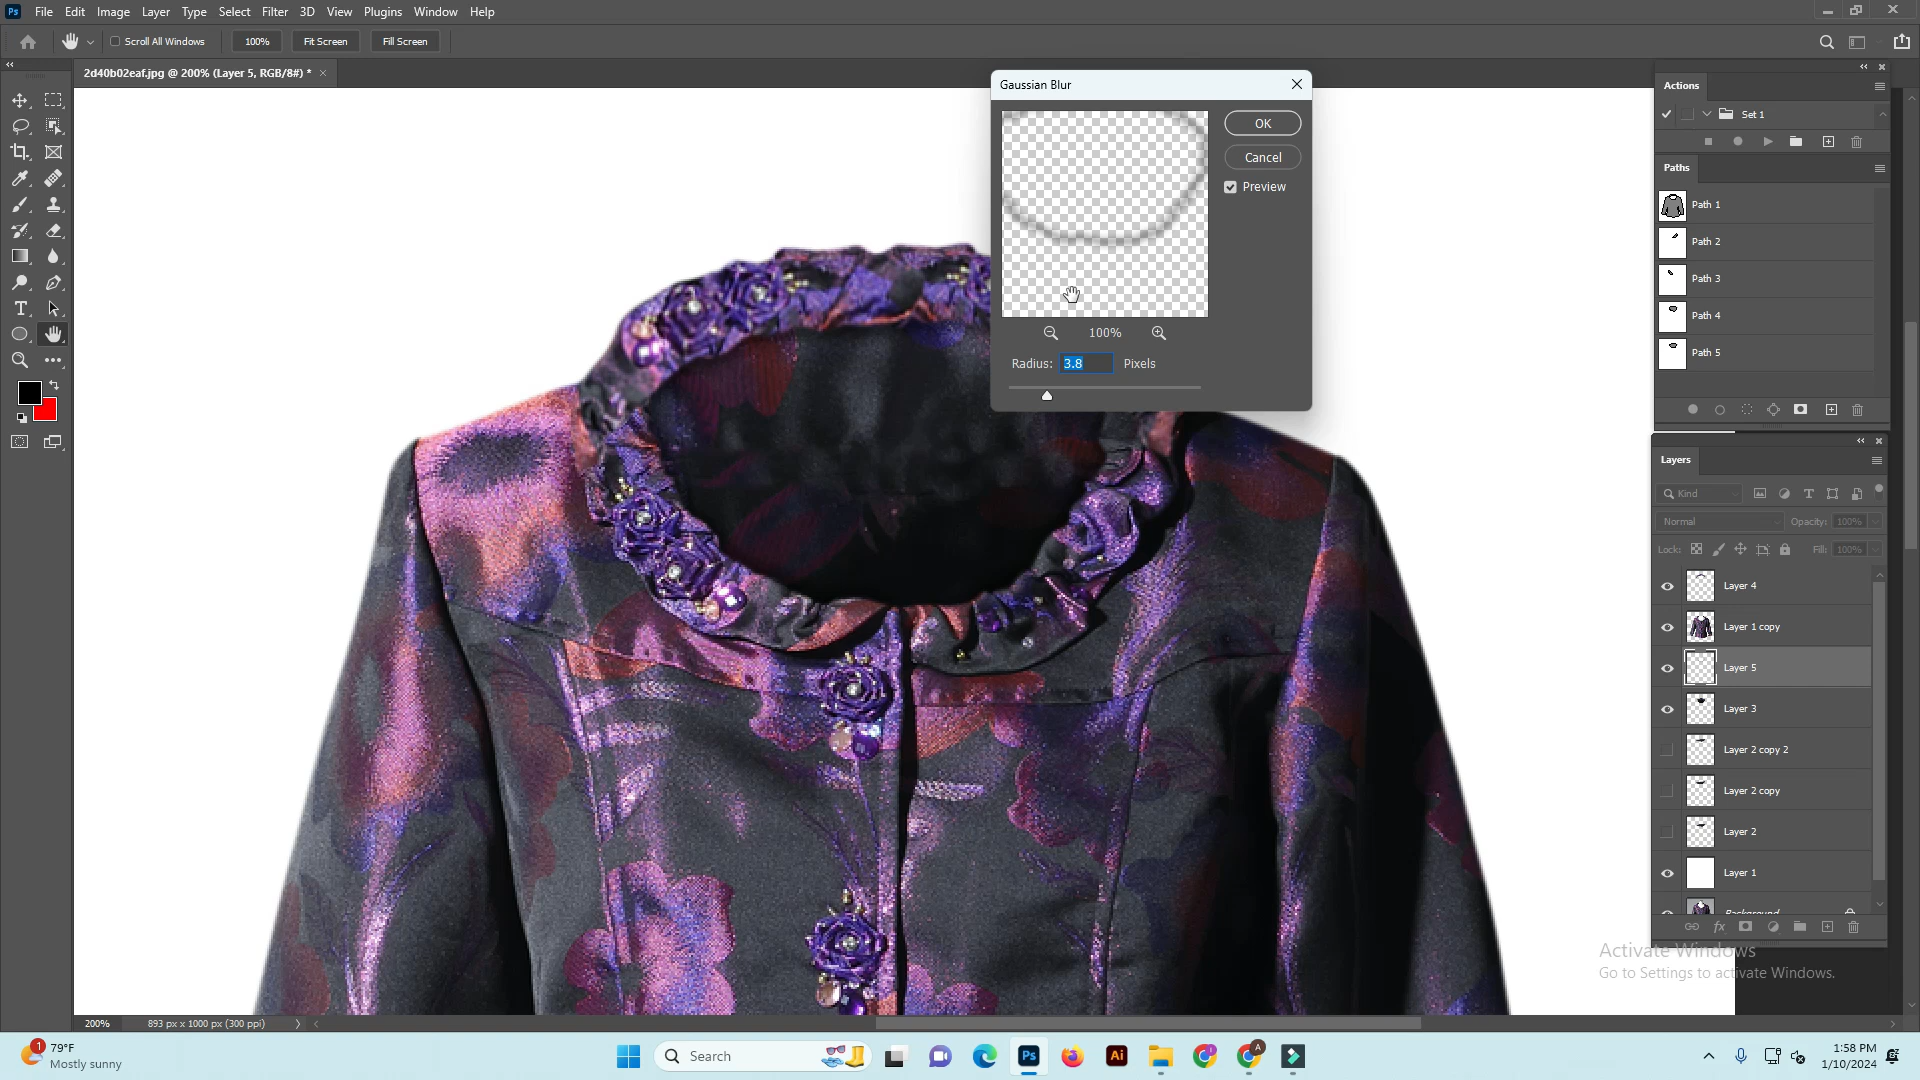 Ps File Edit Image Layer Type Select Filter 3D View Plugins Window Help
Scroll All Windows 100% Fit Screen Fill Screen
2d40b02eaf.jpg @ 200% (Layer 5, RGB/8#) *
Gaussian Blur
OK
Cancel
Preview
100%
Radius: 3.8 Pixels
Actions
Set 1
Paths
Path 1
Path 2
Path 3
Path 4
Path 5
Layers
Kind
Normal Opacity: 100%
Lock: Fill: 100%
Layer 4
Layer 1 copy
Layer 5
Layer 3
Layer 2 copy 2
Layer 2 copy
Layer 2
Layer 1
Background
fx
Activate Windows
Go to Settings to activate Windows.
200% 893 px x 1000 px (300 ppi)
1 79°F
Mostly sunny
Search
Ps
Ai
A
1:58 PM
1/10/2024